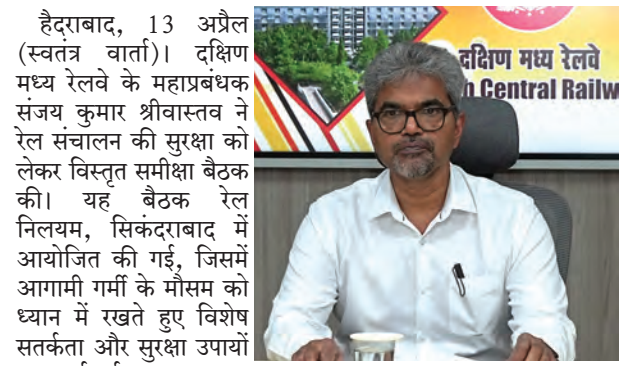 हैदराबाद, 13 अप्रैल
(स्वतंत्र वार्ता)। दक्षिण
मध्य रेलवे के महाप्रबंधक
संजय कुमार श्रीवास्तव ने
रेल संचालन की सुरक्षा को
लेकर विस्तृत समीक्षा बैठक
की। यह बैठक रेल
निलयम, सिकंदराबाद में
आयोजित की गई, जिसमें
आगामी गर्मी के मौसम को
ध्यान में रखते हुए विशेष
सतर्कता और सुरक्षा उपायों
दक्षिण मध्य रेलवे
Central Railw